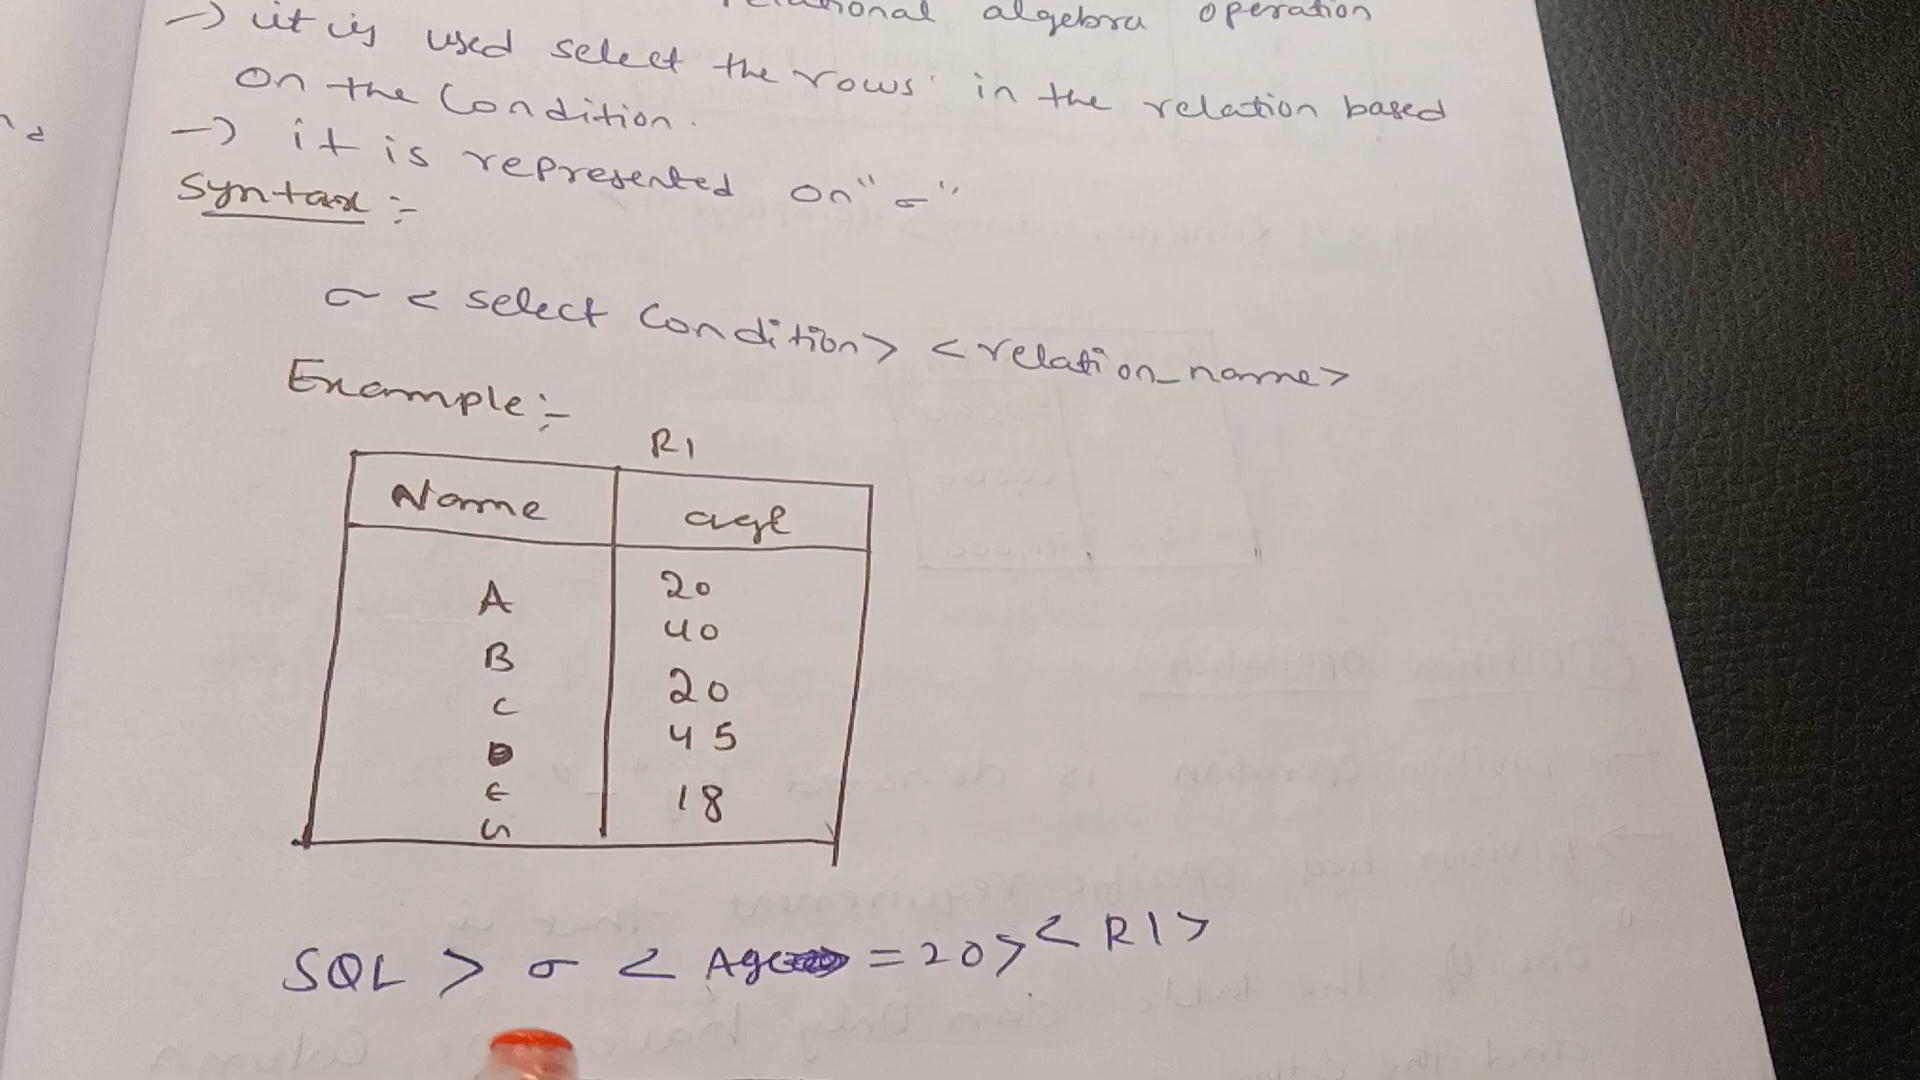 relational algebra operation
-> it is used select the rows in the relation based
on the condition.
-> it is represented on "σ"
Syntax :-
σ < select condition> <relation_name>
Example :-
R1
Name age
A 20
B 40
C 20
D 45
E 18
G
SQL > σ < Age = 20> < R1 >